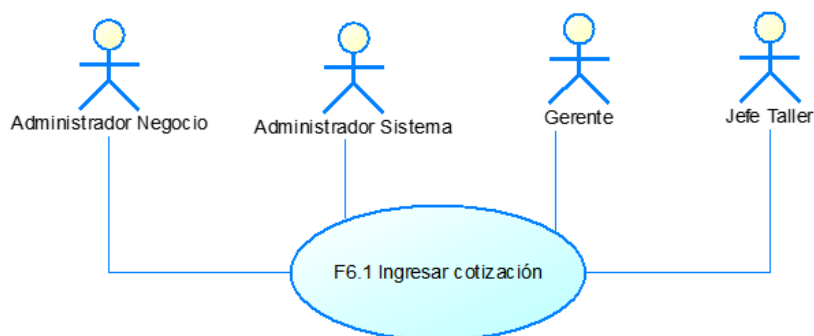 Administrador Negocio
Administrador Sistema
Gerente
Jefe Taller
F6.1 Ingresar cotización